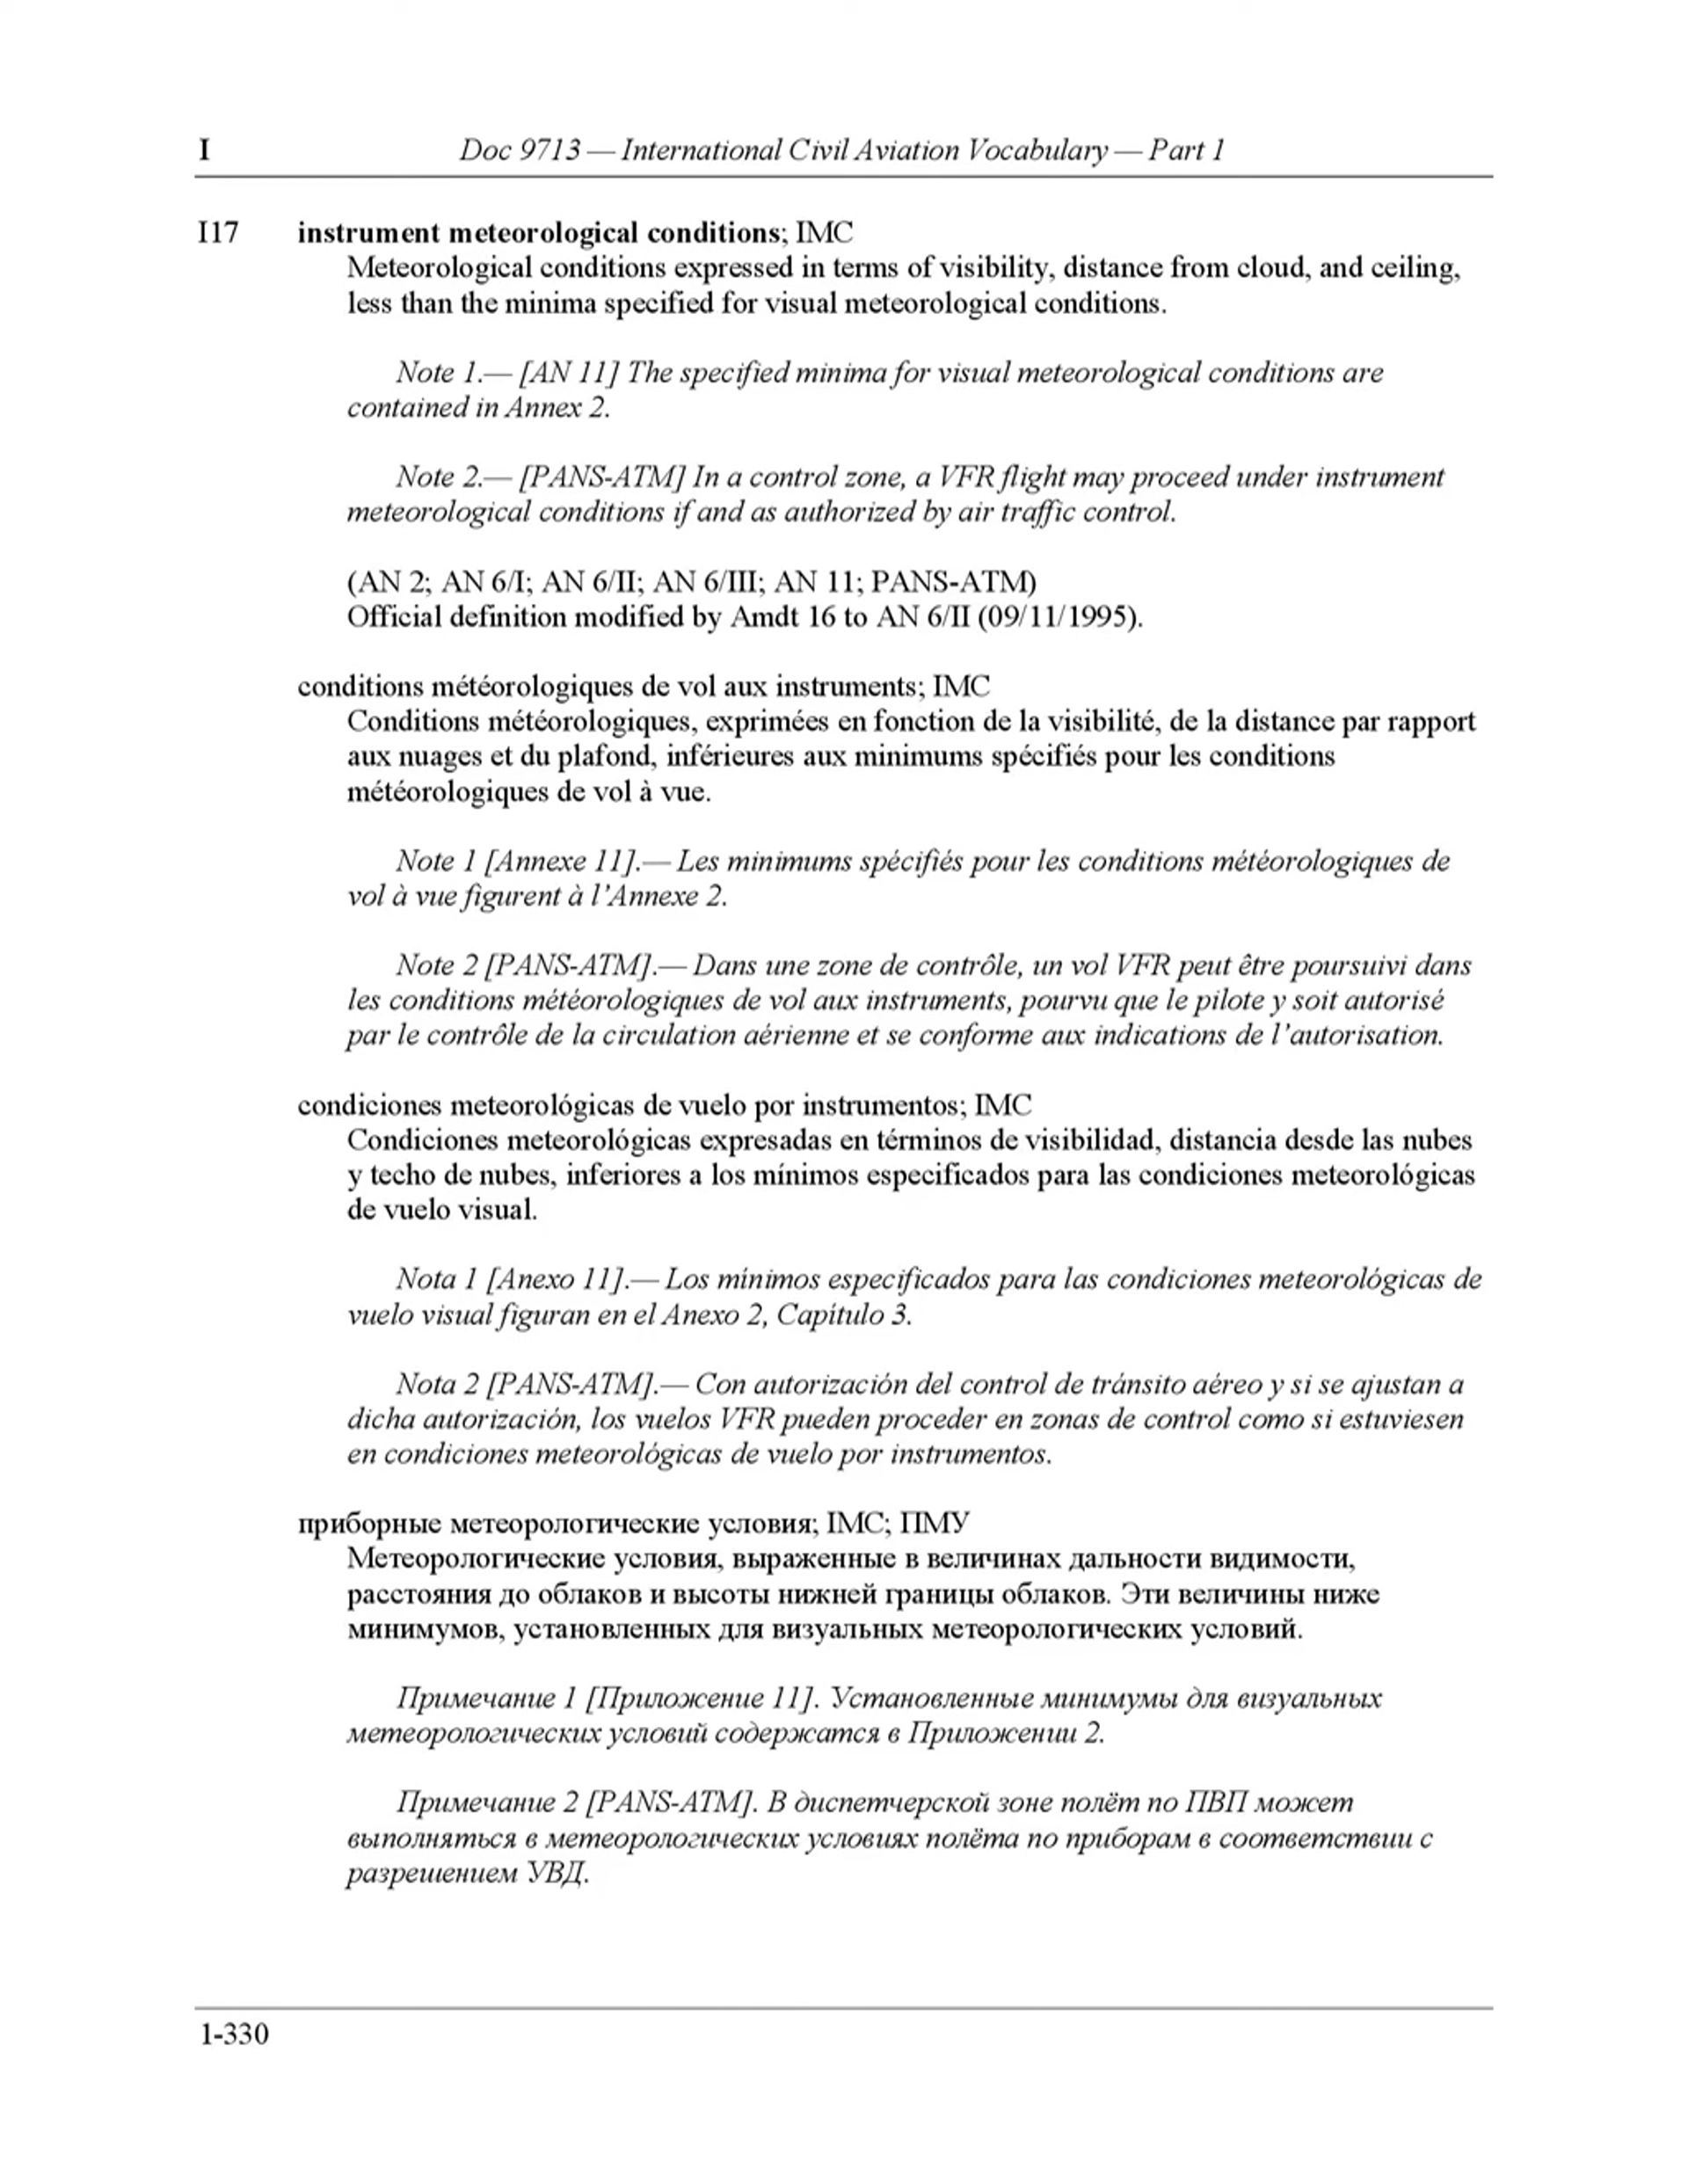 I Doc 9713 — International Civil Aviation Vocabulary — Part 1
I17 instrument meteorological conditions; IMC
Meteorological conditions expressed in terms of visibility, distance from cloud, and ceiling,
less than the minima specified for visual meteorological conditions.
Note 1.— [AN 11] The specified minima for visual meteorological conditions are
contained in Annex 2.
Note 2.— [PANS-ATM] In a control zone, a VFR flight may proceed under instrument
meteorological conditions if and as authorized by air traffic control.
(AN 2; AN 6/I; AN 6/II; AN 6/III; AN 11; PANS-ATM)
Official definition modified by Amdt 16 to AN 6/II (09/11/1995).
conditions météorologiques de vol aux instruments; IMC
Conditions météorologiques, exprimées en fonction de la visibilité, de la distance par rapport
aux nuages et du plafond, inférieures aux minimums spécifiés pour les conditions
météorologiques de vol à vue.
Note 1 [Annexe 11].— Les minimums spécifiés pour les conditions météorologiques de
vol à vue figurent à l’Annexe 2.
Note 2 [PANS-ATM].— Dans une zone de contrôle, un vol VFR peut être poursuivi dans
les conditions météorologiques de vol aux instruments, pourvu que le pilote y soit autorisé
par le contrôle de la circulation aérienne et se conforme aux indications de l’autorisation.
condiciones meteorológicas de vuelo por instrumentos; IMC
Condiciones meteorológicas expresadas en términos de visibilidad, distancia desde las nubes
y techo de nubes, inferiores a los mínimos especificados para las condiciones meteorológicas
de vuelo visual.
Nota 1 [Anexo 11].— Los mínimos especificados para las condiciones meteorológicas de
vuelo visual figuran en el Anexo 2, Capítulo 3.
Nota 2 [PANS-ATM].— Con autorización del control de tránsito aéreo y si se ajustan a
dicha autorización, los vuelos VFR pueden proceder en zonas de control como si estuviesen
en condiciones meteorológicas de vuelo por instrumentos.
приборные метеорологические условия; IMC; ПМУ
Метеорологические условия, выраженные в величинах дальности видимости,
расстояния до облаков и высоты нижней границы облаков. Эти величины ниже
минимумов, установленных для визуальных метеорологических условий.
Примечание 1 [Приложение 11]. Установленные минимумы для визуальных
метеорологических условий содержатся в Приложении 2.
Примечание 2 [PANS-ATM]. В диспетчерской зоне полёт по ПВП может
выполняться в метеорологических условиях полёта по приборам в соответствии с
разрешением УВД.
1-330